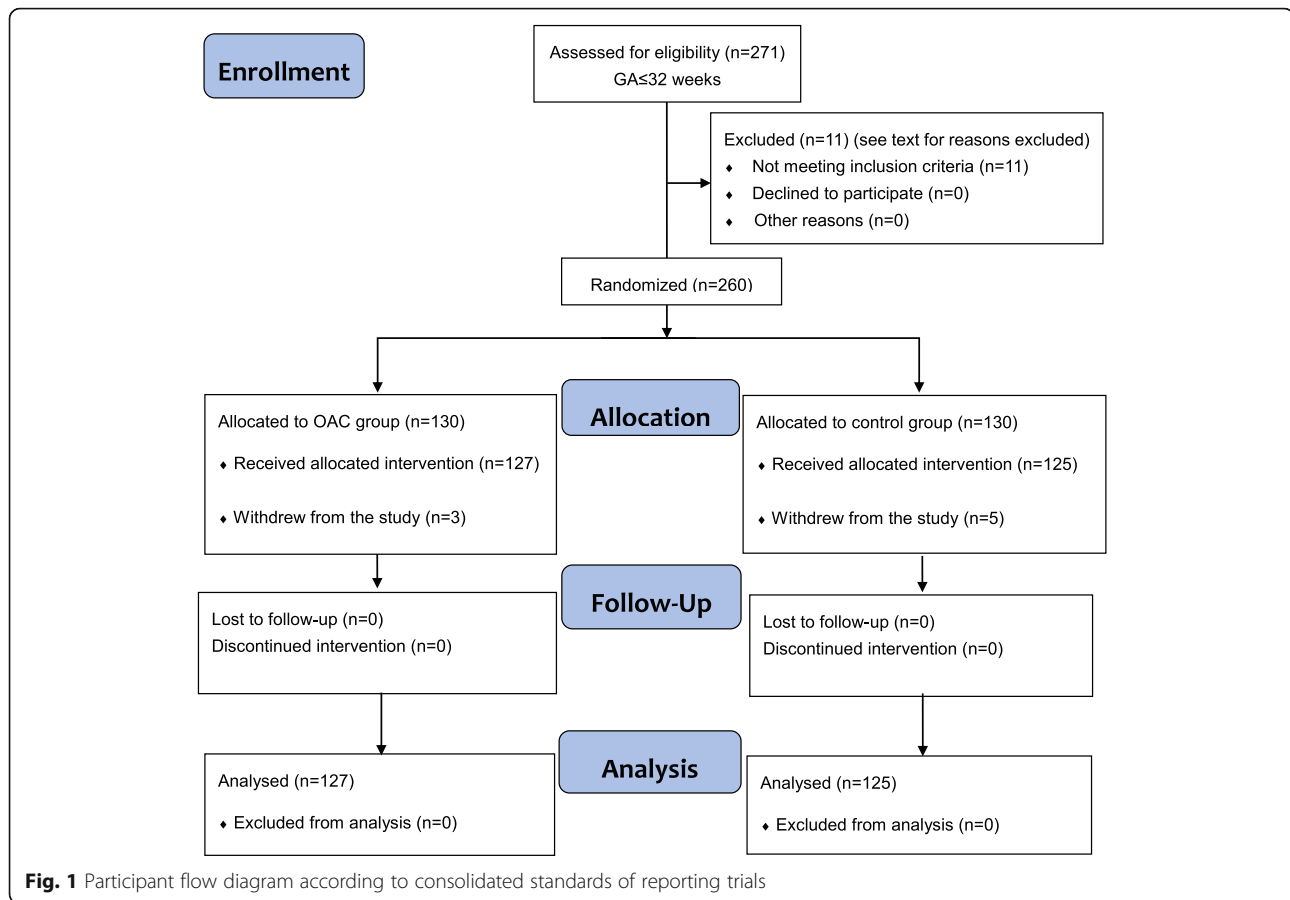 Enrollment
Assessed for eligibility (n=271)
GA≤32 weeks
Excluded (n=11) (see text for reasons excluded)
♦ Not meeting inclusion criteria (n=11)
♦ Declined to participate (n=0)
♦ Other reasons (n=0)
Randomized (n=260)
Allocation
Allocated to OAC group (n=130)
♦ Received allocated intervention (n=127)
♦ Withdrew from the study (n=3)
Allocated to control group (n=130)
♦ Received allocated intervention (n=125)
♦ Withdrew from the study (n=5)
Follow-Up
Lost to follow-up (n=0)
Discontinued intervention (n=0)
Lost to follow-up (n=0)
Discontinued intervention (n=0)
Analysis
Analysed (n=127)
♦ Excluded from analysis (n=0)
Analysed (n=125)
♦ Excluded from analysis (n=0)
Fig. 1 Participant flow diagram according to consolidated standards of reporting trials